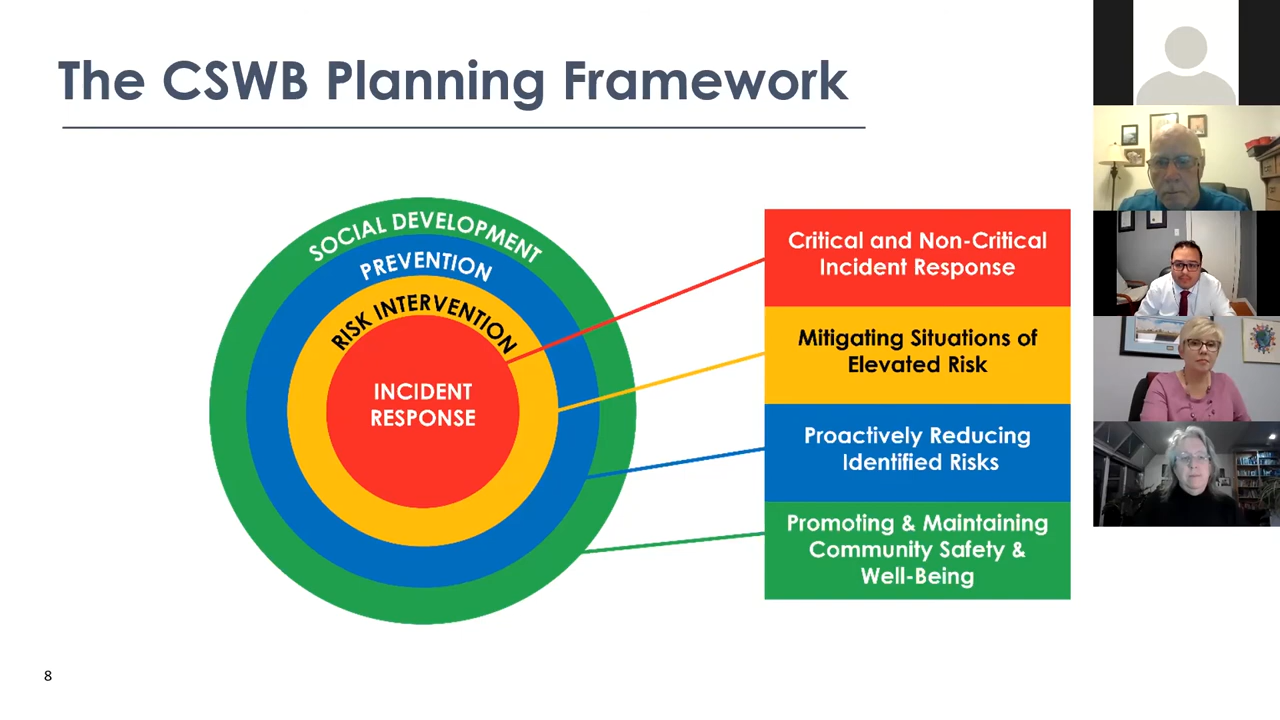 The CSWB Planning Framework
SOCIAL DEVELOPMENT
PREVENTION
RISK INTERVENTION
INCIDENT
RESPONSE
Critical and Non-Critical
Incident Response
Mitigating Situations of
Elevated Risk
Proactively Reducing
Identified Risks
Promoting & Maintaining
Community Safety &
Well-Being
8